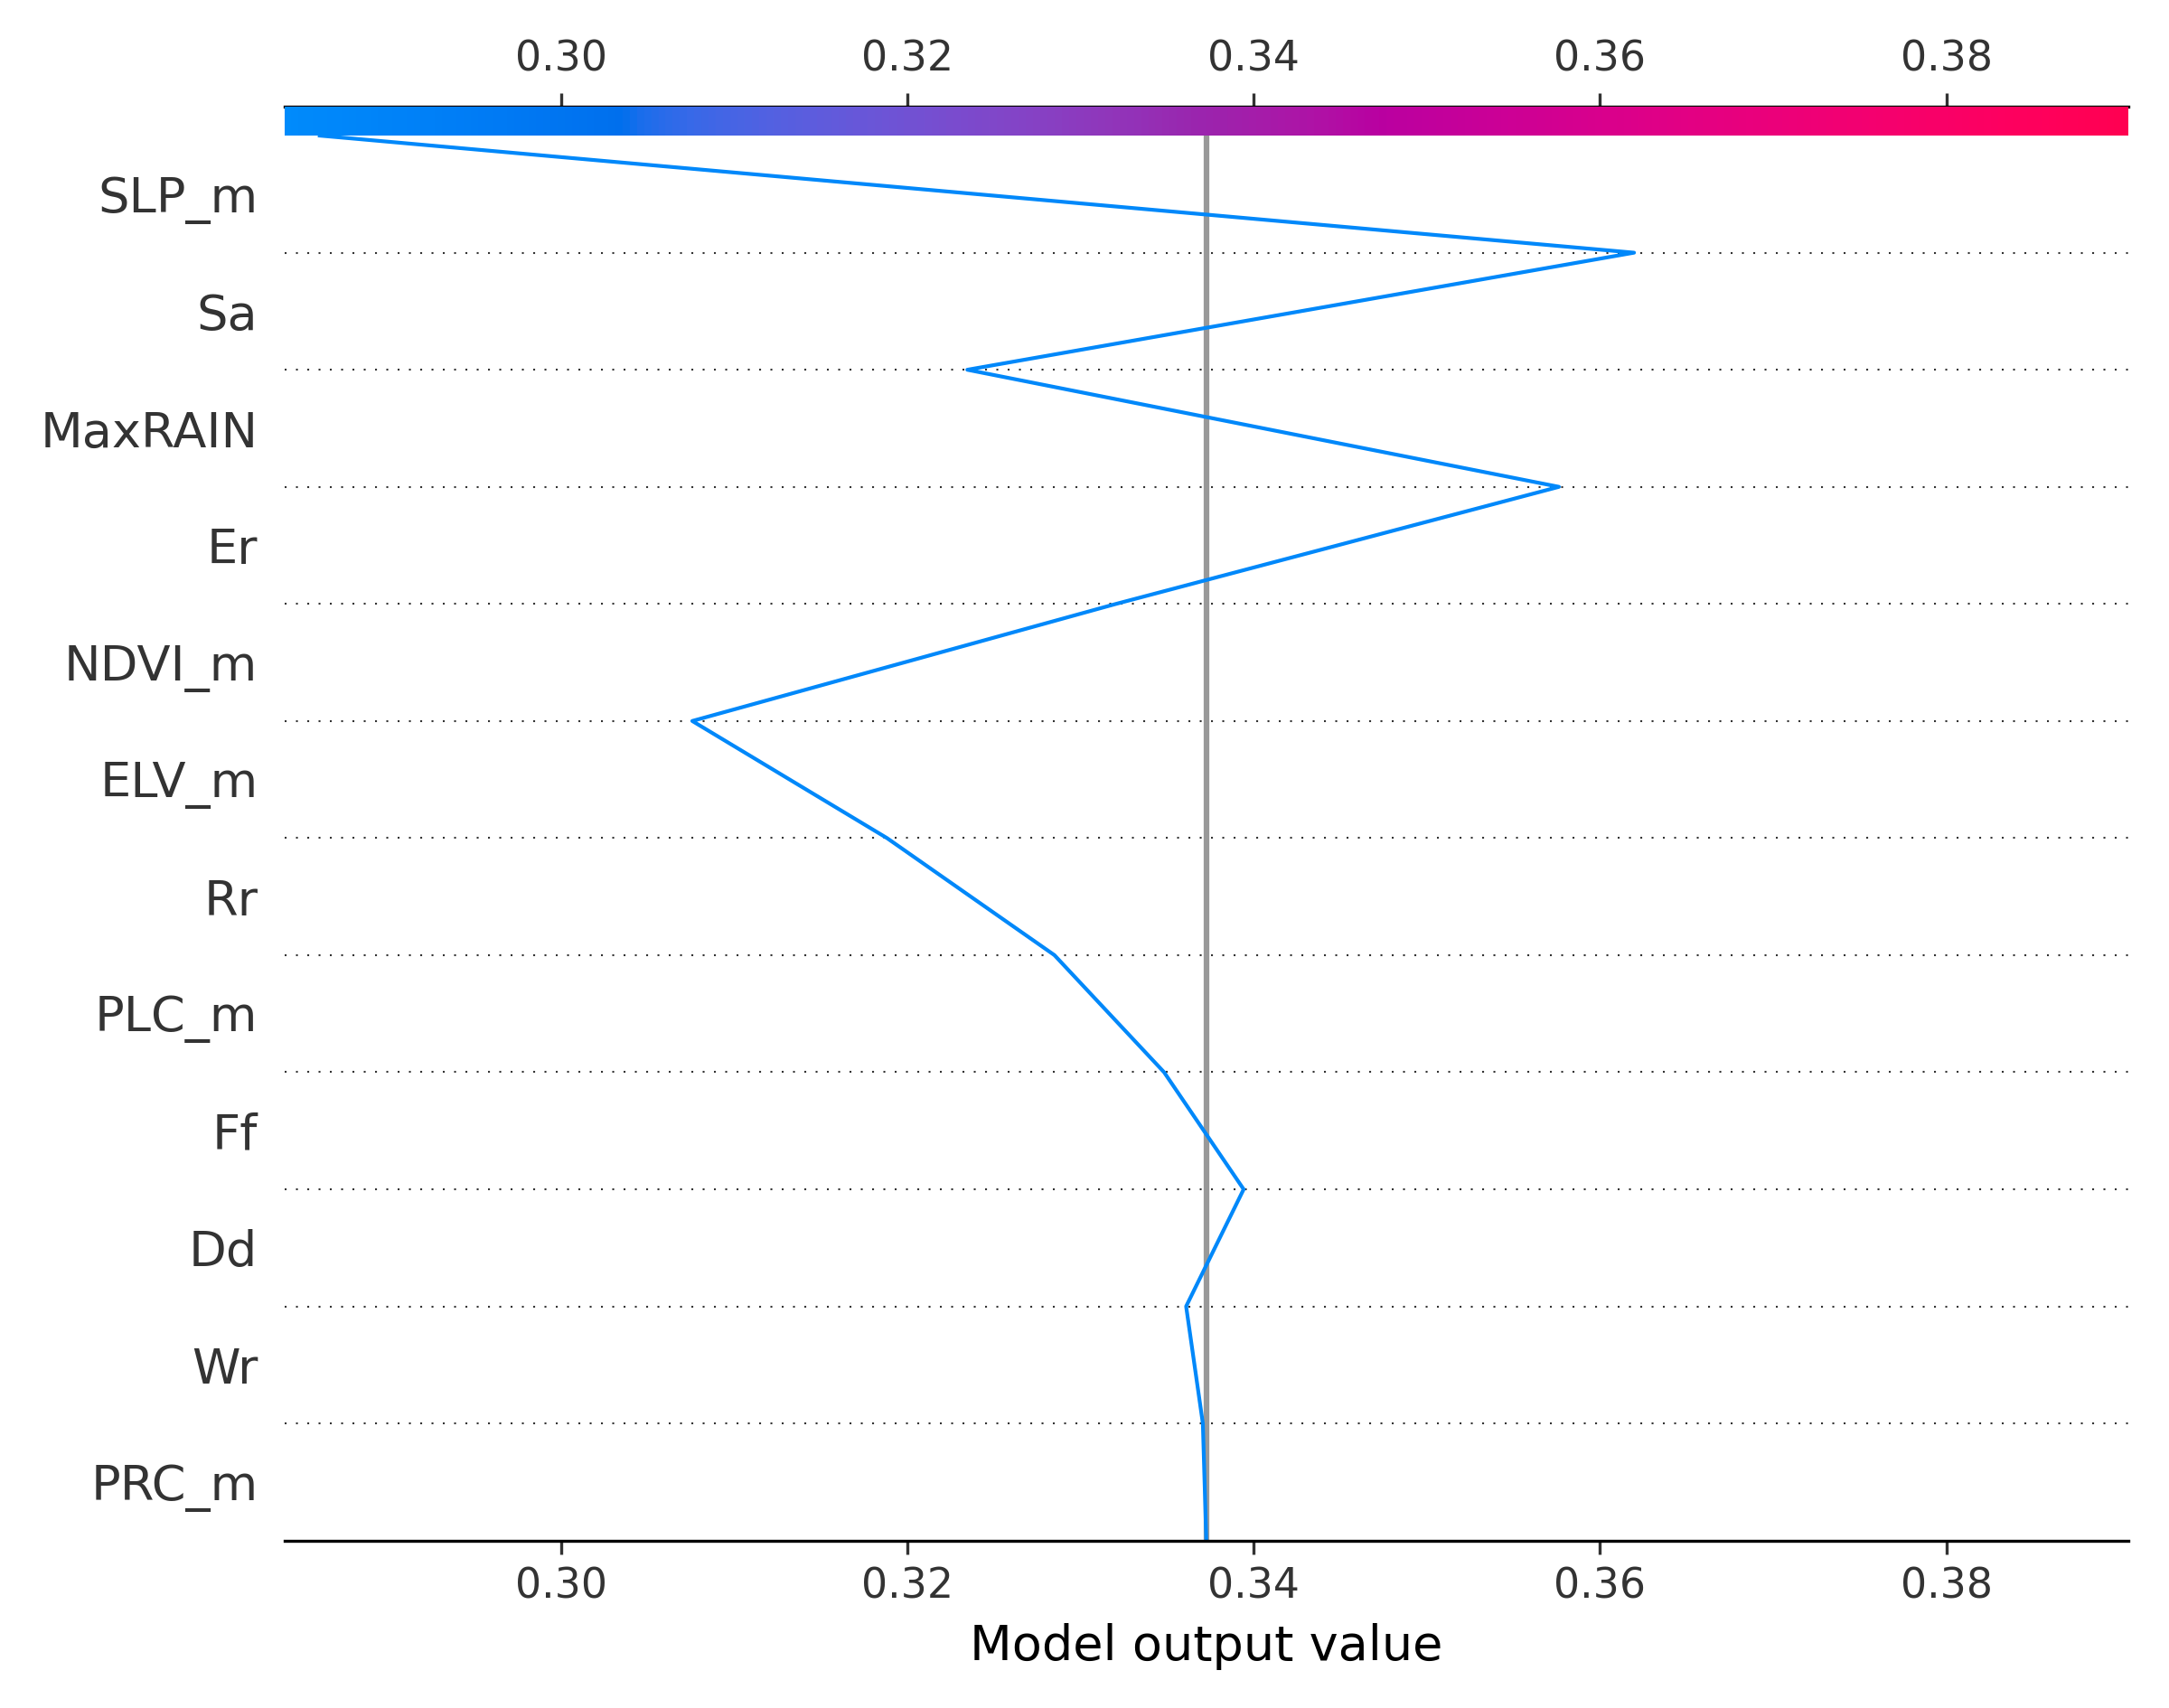 0.30 0.32 0.34 0.36 0.38
SLP_m
Sa
MaxRAIN
Er
NDVI_m
ELV_m
Rr
PLC_m
Ff
Dd
Wr
PRC_m
0.30 0.32 0.34 0.36 0.38
Model output value